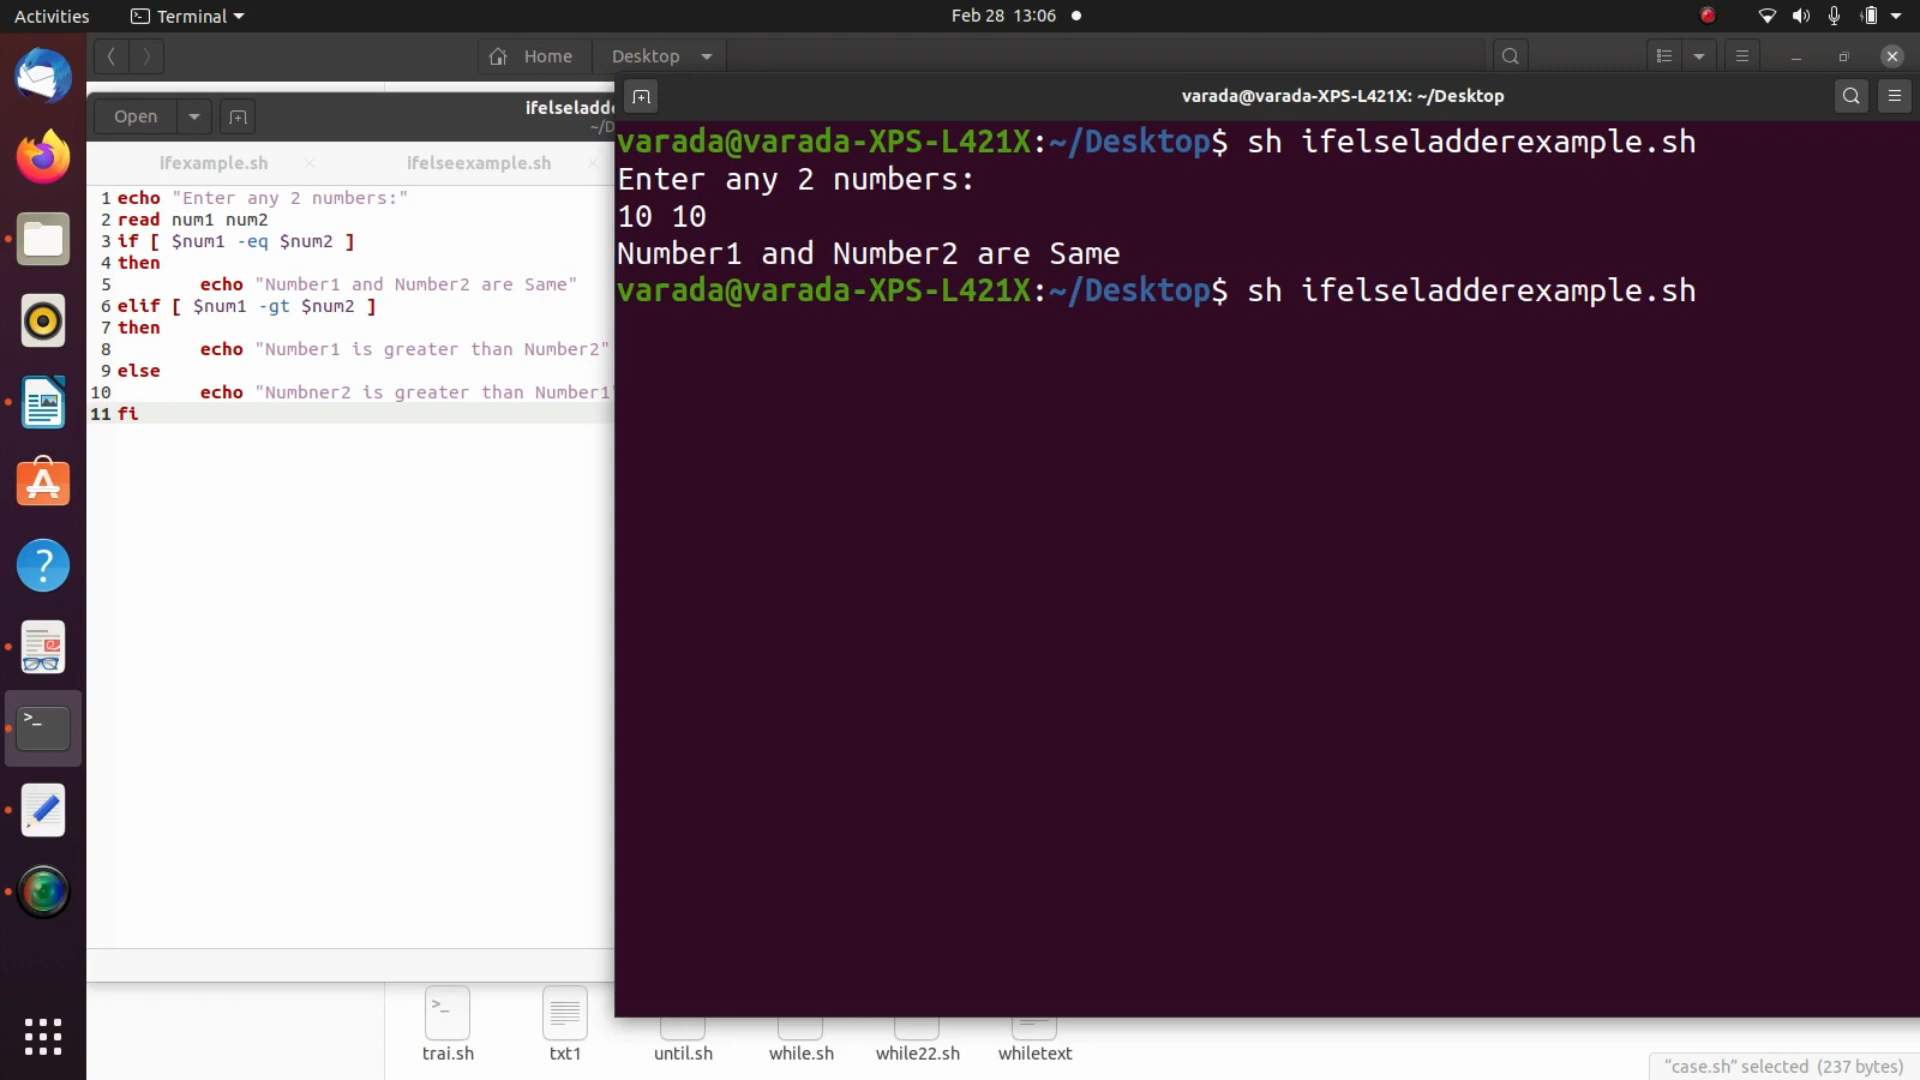 Activities
Terminal
Feb 28 13:06
Home
Desktop
Open
ifelseladde
~/D
varada@varada-XPS-L421X: ~/Desktop
ifexample.sh
ifelseexample.sh
1 echo "Enter any 2 numbers:"
2 read num1 num2
3 if [ $num1 -eq $num2 ]
4 then
5 echo "Number1 and Number2 are Same"
6 elif [ $num1 -gt $num2 ]
7 then
8 echo "Number1 is greater than Number2"
9 else
10 echo "Numbner2 is greater than Number1"
11 fi
varada@varada-XPS-L421X:~/Desktop$ sh ifelseladderexample.sh
Enter any 2 numbers:
10 10
Number1 and Number2 are Same
varada@varada-XPS-L421X:~/Desktop$ sh ifelseladderexample.sh
trai.sh
txt1
until.sh
while.sh
while22.sh
whiletext
"case.sh" selected (237 bytes)